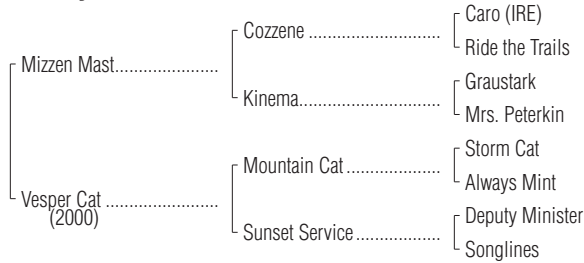 Caro (IRE)
Cozzene
Ride the Trails
Mizzen Mast
Graustark
Kinema
Mrs. Peterkin
Storm Cat
Mountain Cat
Always Mint
Vesper Cat
(2000)
Deputy Minister
Sunset Service
Songlines